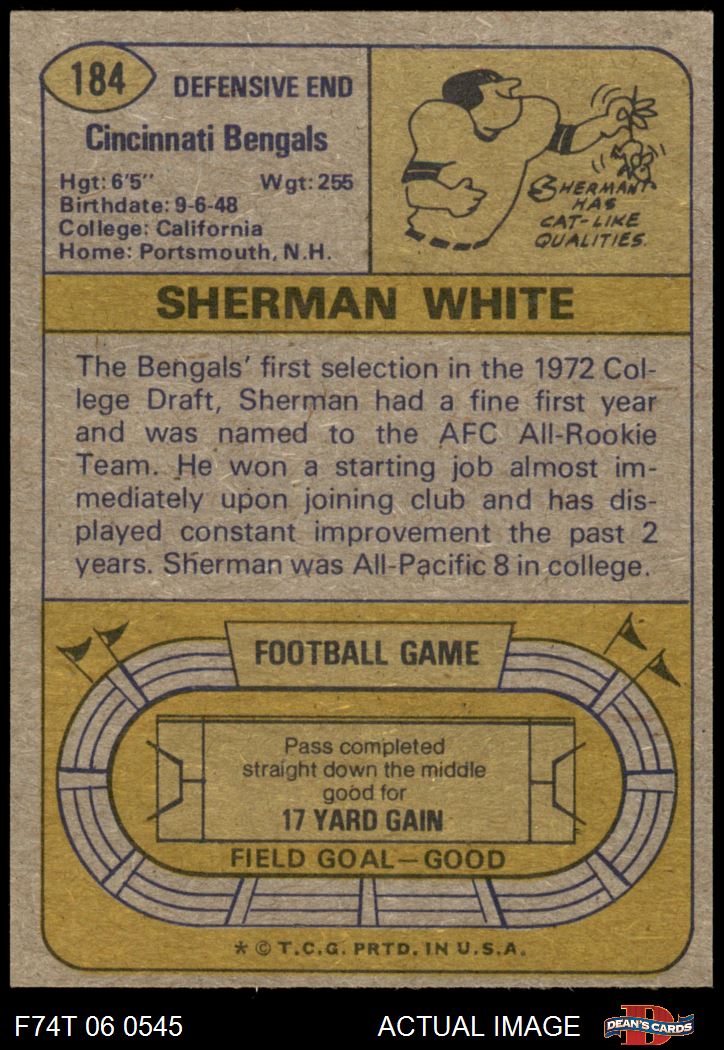 184
DEFENSIVE END
Cincinnati Bengals
Hgt: 6'5" Wgt: 255
Birthdate: 9-6-48
College: California
Home: Portsmouth, N.H.
SHERMAN
HAS
CAT-LIKE
QUALITIES.
SHERMAN WHITE
The Bengals' first selection in the 1972 Col-
lege Draft, Sherman had a fine first year
and was named to the AFC All-Rookie
Team. He won a starting job almost im-
mediately upon joining club and has dis-
played constant improvement the past 2
years. Sherman was All-Pacific 8 in college.
FOOTBALL GAME
Pass completed
straight down the middle
good for
17 YARD GAIN
FIELD GOAL—GOOD
* © T.C.G. PRTD. IN U.S.A.
F74T 06 0545 ACTUAL IMAGE
D
DEAN'S CARDS